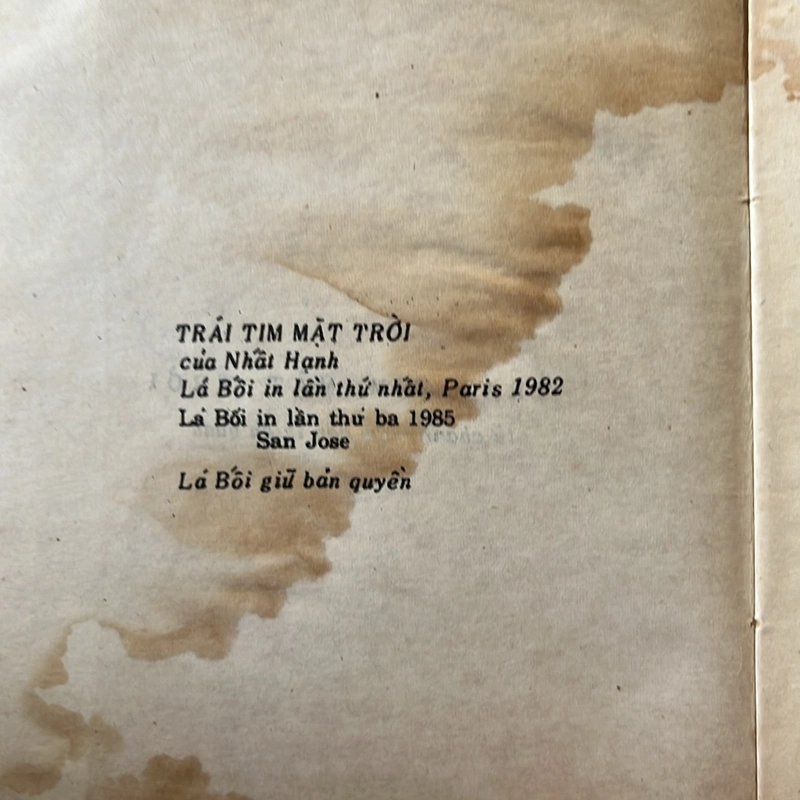 TRÁI TIM MẶT TRỜI
của Nhất Hạnh
Lá Bối in lần thứ nhất, Paris 1982
Lá Bối in lần thứ ba 1985
San Jose
Lá Bối giữ bản quyền